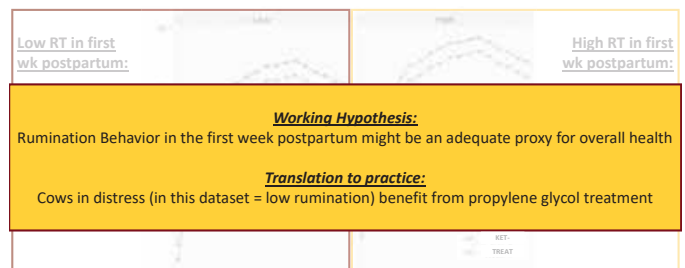 Low RT in first
wk postpartum:
High RT in first
wk postpartum:
Working Hypothesis:
Rumination Behavior in the first week postpartum might be an adequate proxy for overall health
Translation to practice:
Cows in distress (in this dataset = low rumination) benefit from propylene glycol treatment
KET-
TREAT